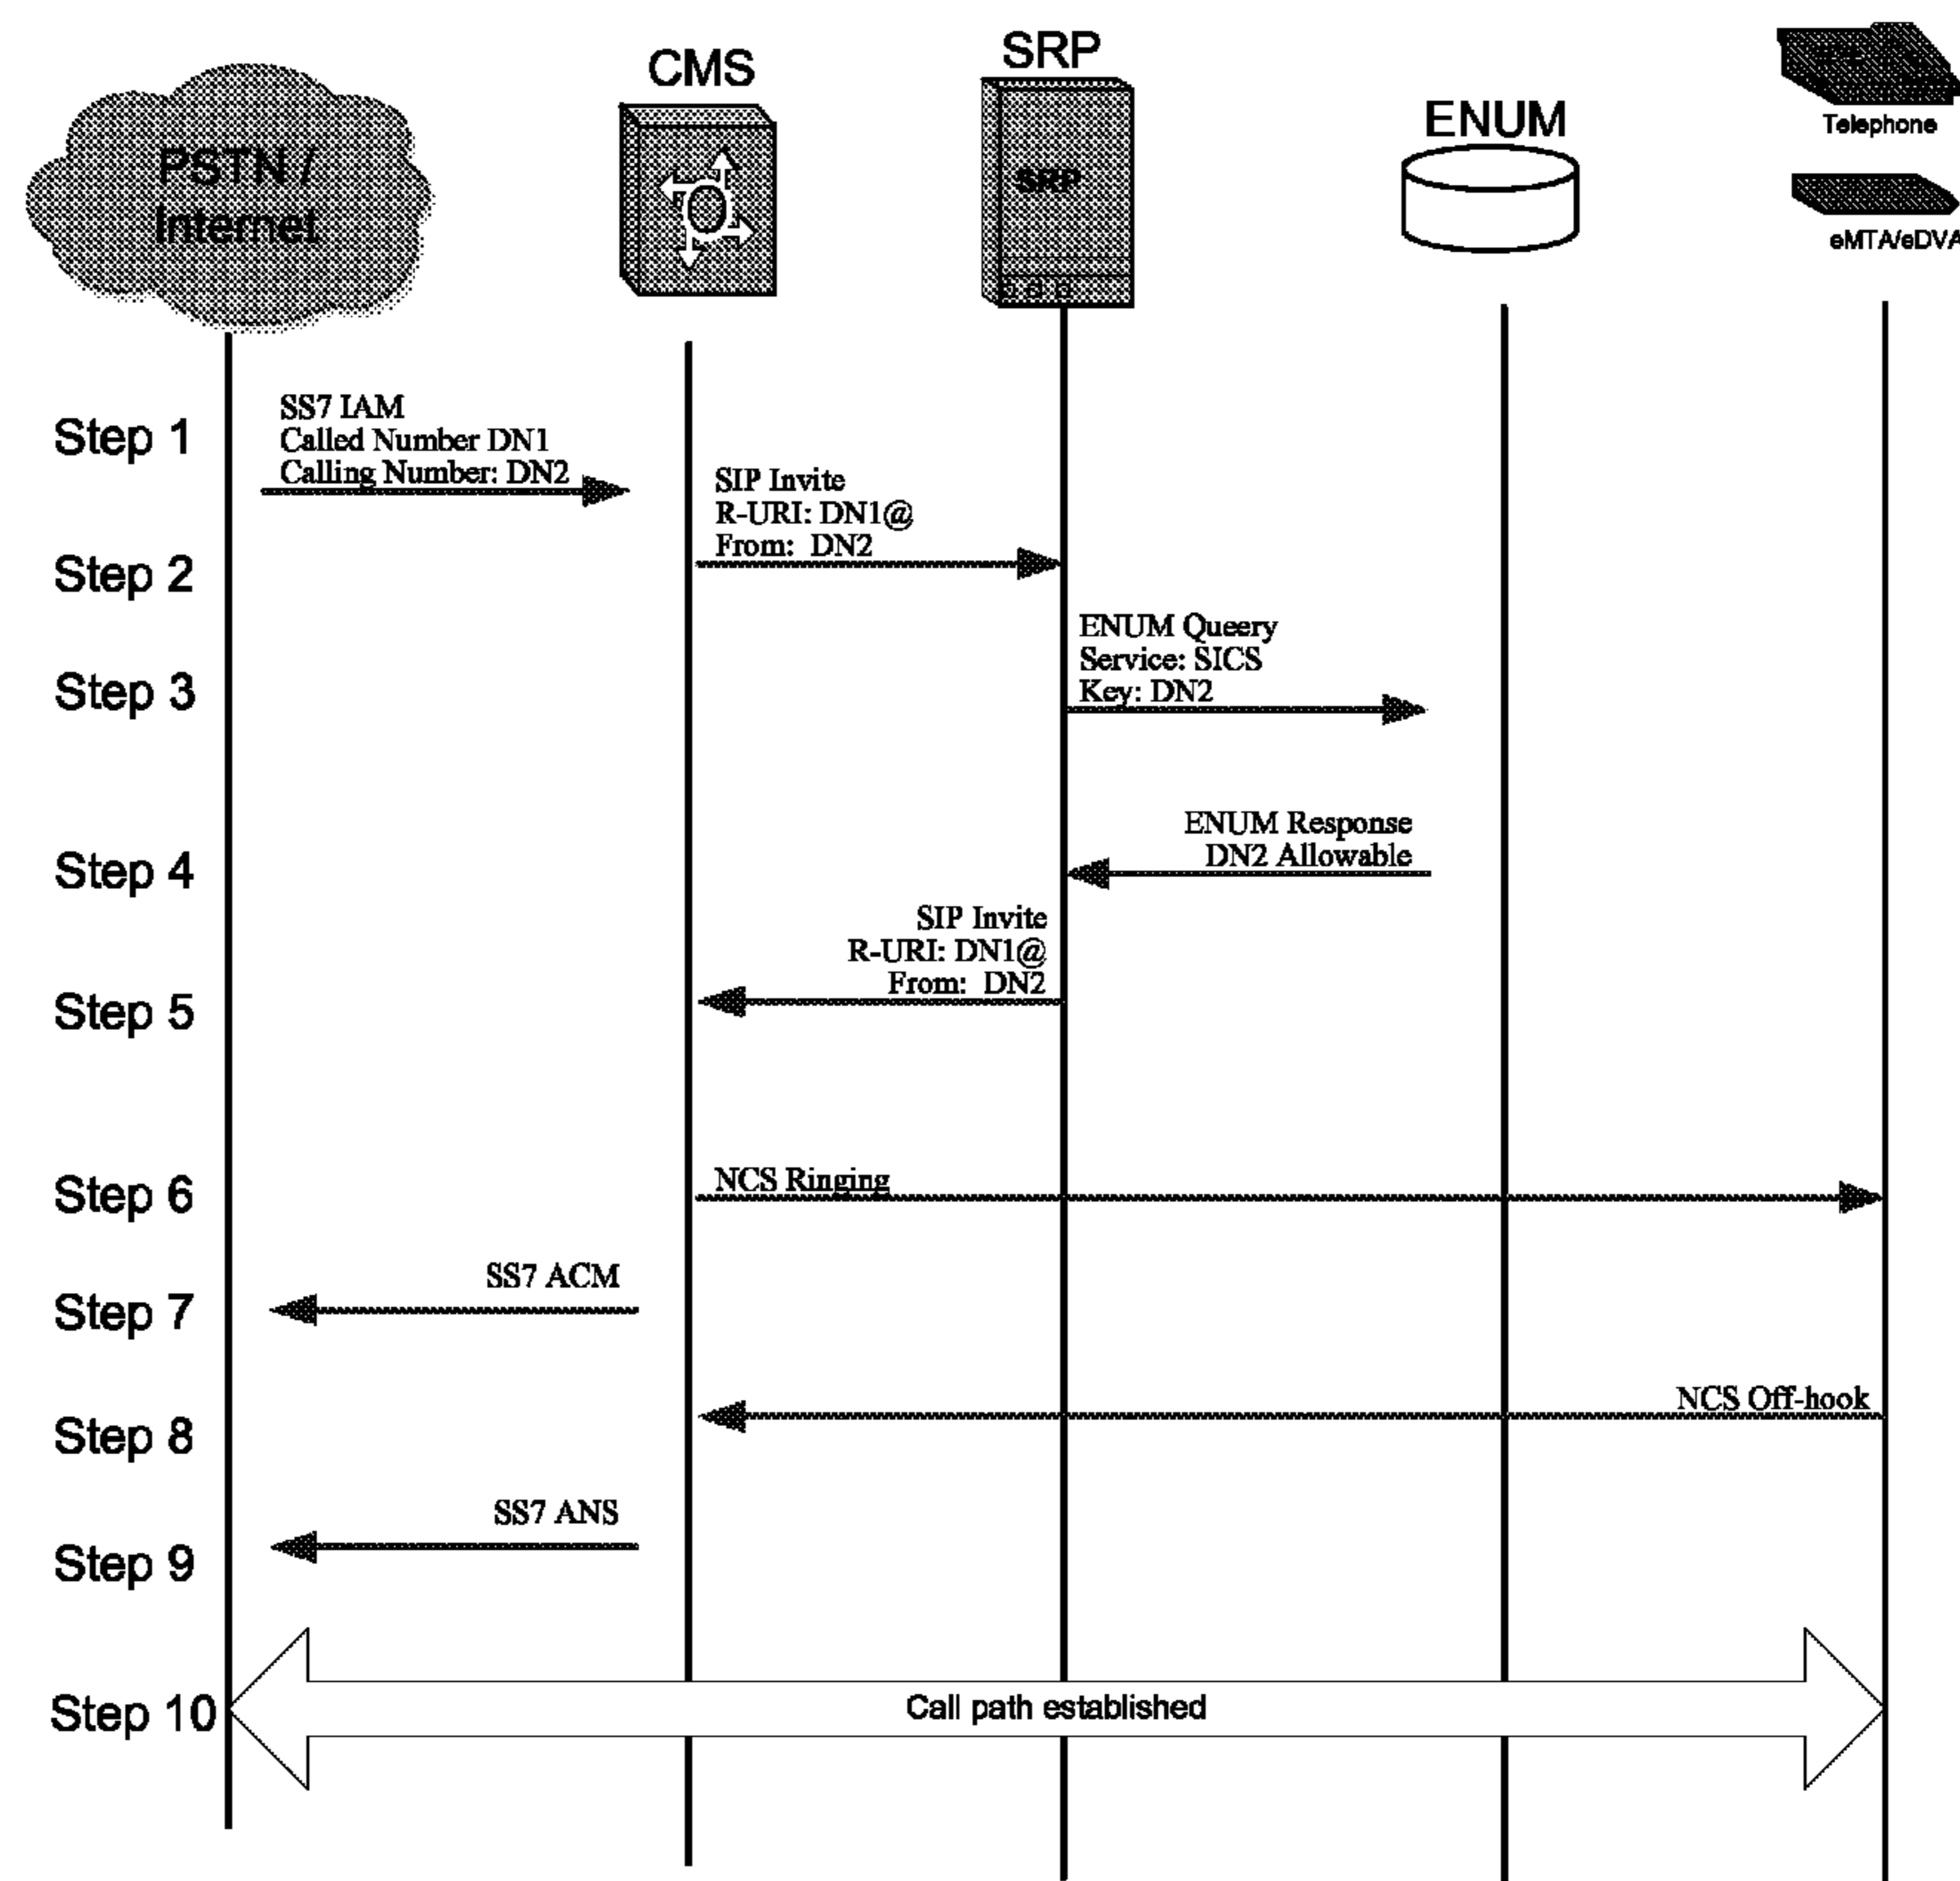 CMS
SRP
ENUM
Telephone
eMTA/eDVA
PSTN /
Internet
SRP
Step 1
SS7 IAM
Called Number DN1
Calling Number: DN2
Step 2
SIP Invite
R-URI: DN1@
From: DN2
Step 3
ENUM Queery
Service: SICS
Key: DN2
Step 4
ENUM Response
DN2 Allowable
Step 5
SIP Invite
R-URI: DN1@
From: DN2
Step 6
NCS Ringing
Step 7
SS7 ACM
Step 8
NCS Off-hook
Step 9
SS7 ANS
Step 10
Call path established